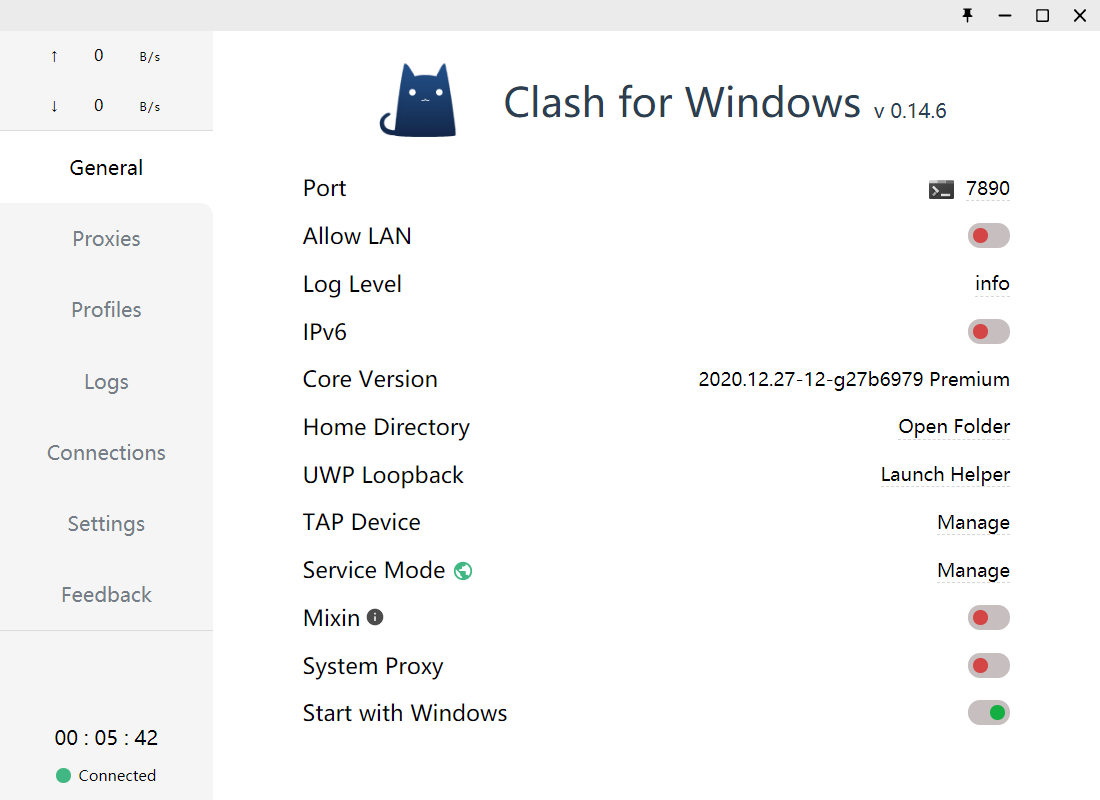 ↑ 0 B/s
↓ 0 B/s
General
Proxies
Profiles
Logs
Connections
Settings
Feedback
00 : 05 : 42
Connected
Clash for Windows v 0.14.6
Port 7890
Allow LAN
Log Level info
IPv6
Core Version 2020.12.27-12-g27b6979 Premium
Home Directory Open Folder
UWP Loopback Launch Helper
TAP Device Manage
Service Mode Manage
Mixin
System Proxy
Start with Windows